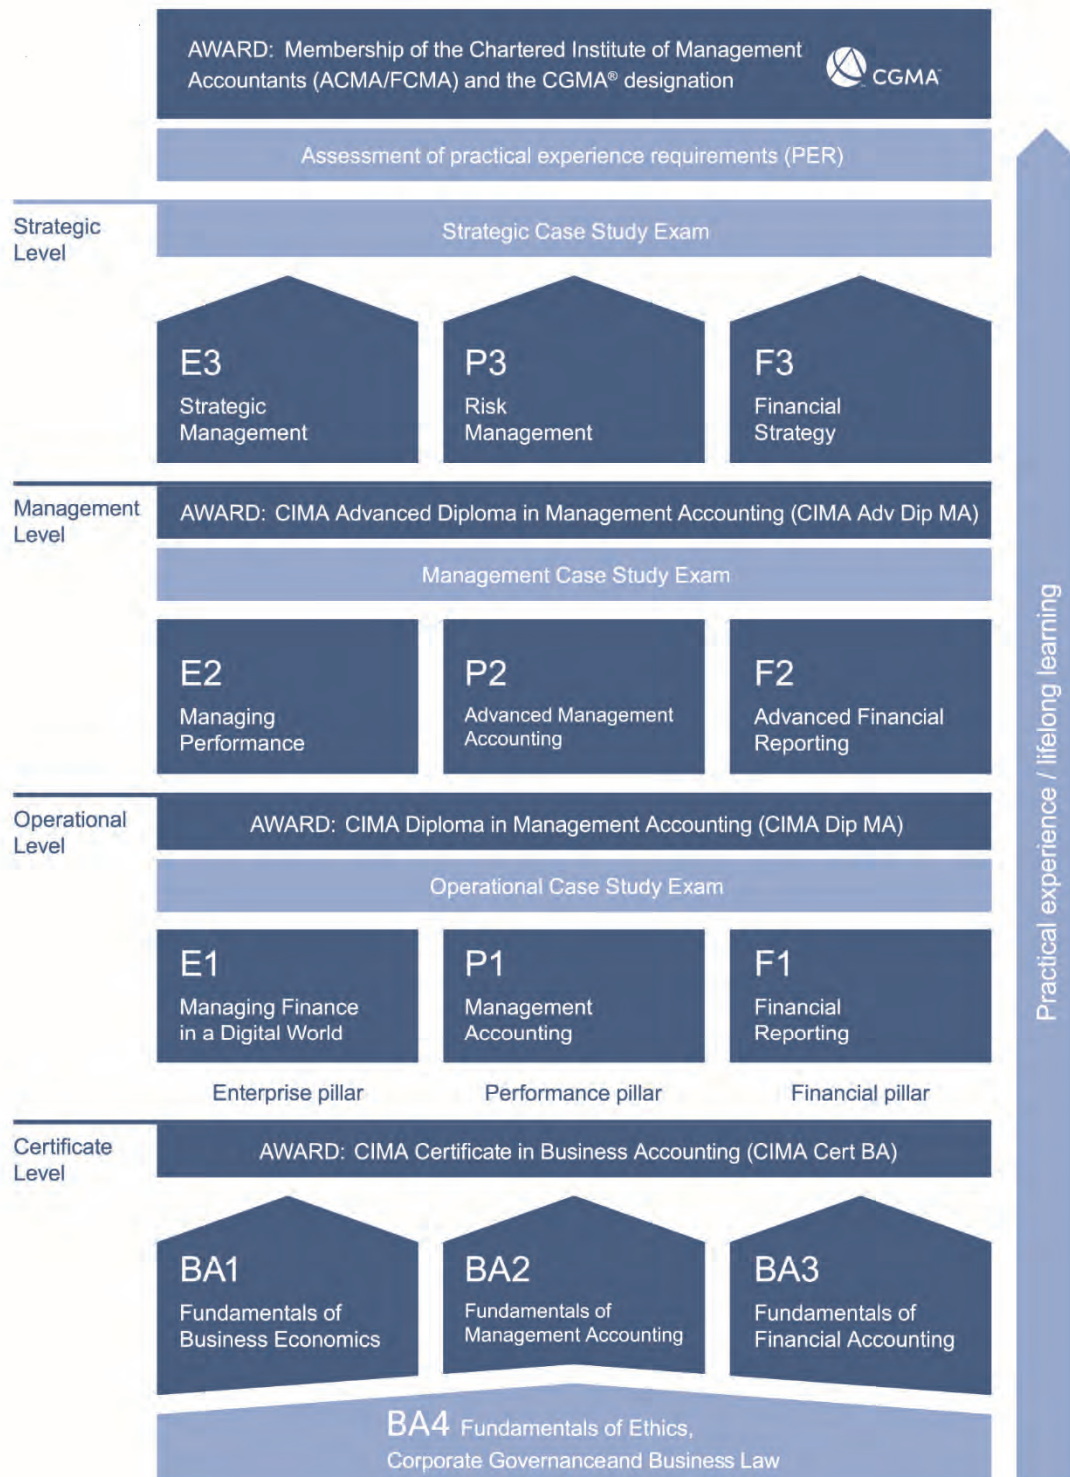 AWARD: Membership of the Chartered Institute of Management
Accountants (ACMA/FCMA) and the CGMA® designation
CGMA
Assessment of practical experience requirements (PER)
Strategic
Level
Strategic Case Study Exam
E3
Strategic
Management
P3
Risk
Management
F3
Financial
Strategy
Management
Level
AWARD: CIMA Advanced Diploma in Management Accounting (CIMA Adv Dip MA)
Management Case Study Exam
E2
Managing
Performance
P2
Advanced Management
Accounting
F2
Advanced Financial
Reporting
Operational
Level
AWARD: CIMA Diploma in Management Accounting (CIMA Dip MA)
Operational Case Study Exam
E1
Managing Finance
in a Digital World
P1
Management
Accounting
F1
Financial
Reporting
Enterprise pillar
Performance pillar
Financial pillar
Certificate
Level
AWARD: CIMA Certificate in Business Accounting (CIMA Cert BA)
BA1
Fundamentals of
Business Economics
BA2
Fundamentals of
Management Accounting
BA3
Fundamentals of
Financial Accounting
BA4 Fundamentals of Ethics,
Corporate Governanceand Business Law
Practical experience / lifelong learning